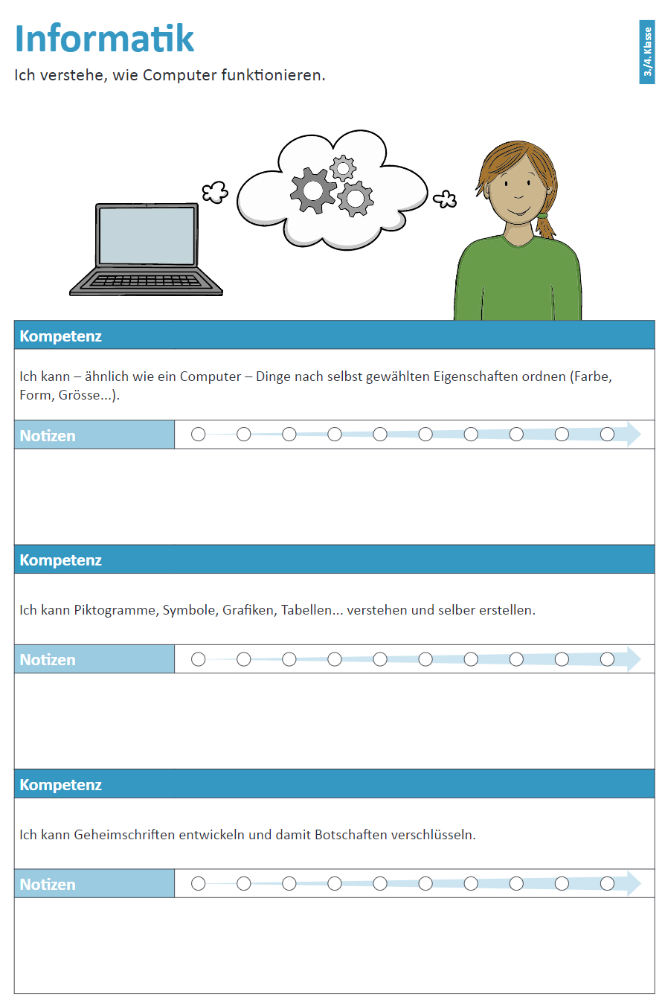 Informatik
3./4. Klasse
Ich verstehe, wie Computer funktionieren.
Kompetenz
Ich kann – ähnlich wie ein Computer – Dinge nach selbst gewählten Eigenschaften ordnen (Farbe,
Form, Grösse...).
Notizen
Kompetenz
Ich kann Piktogramme, Symbole, Grafiken, Tabellen... verstehen und selber erstellen.
Notizen
Kompetenz
Ich kann Geheimschriften entwickeln und damit Botschaften verschlüsseln.
Notizen